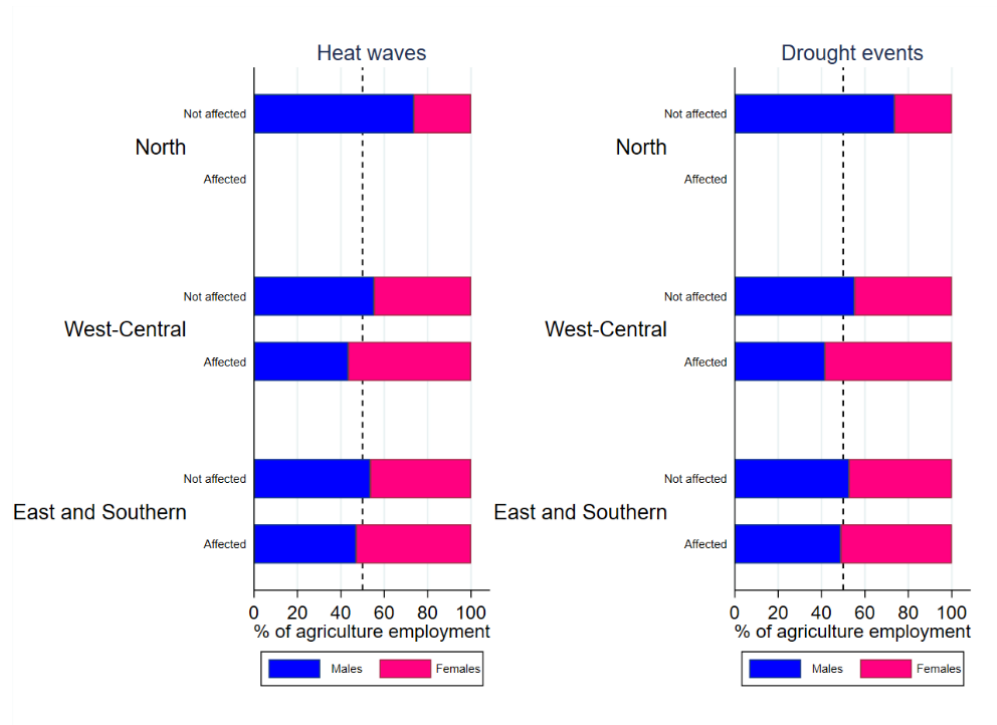 Heat waves
Not affected
North
Affected
Not affected
West-Central
Affected
Not affected
East and Southern
Affected
0 20 40 60 80 100
% of agriculture employment
Males Females
Drought events
Not affected
North
Affected
Not affected
West-Central
Affected
Not affected
East and Southern
Affected
0 20 40 60 80 100
% of agriculture employment
Males Females